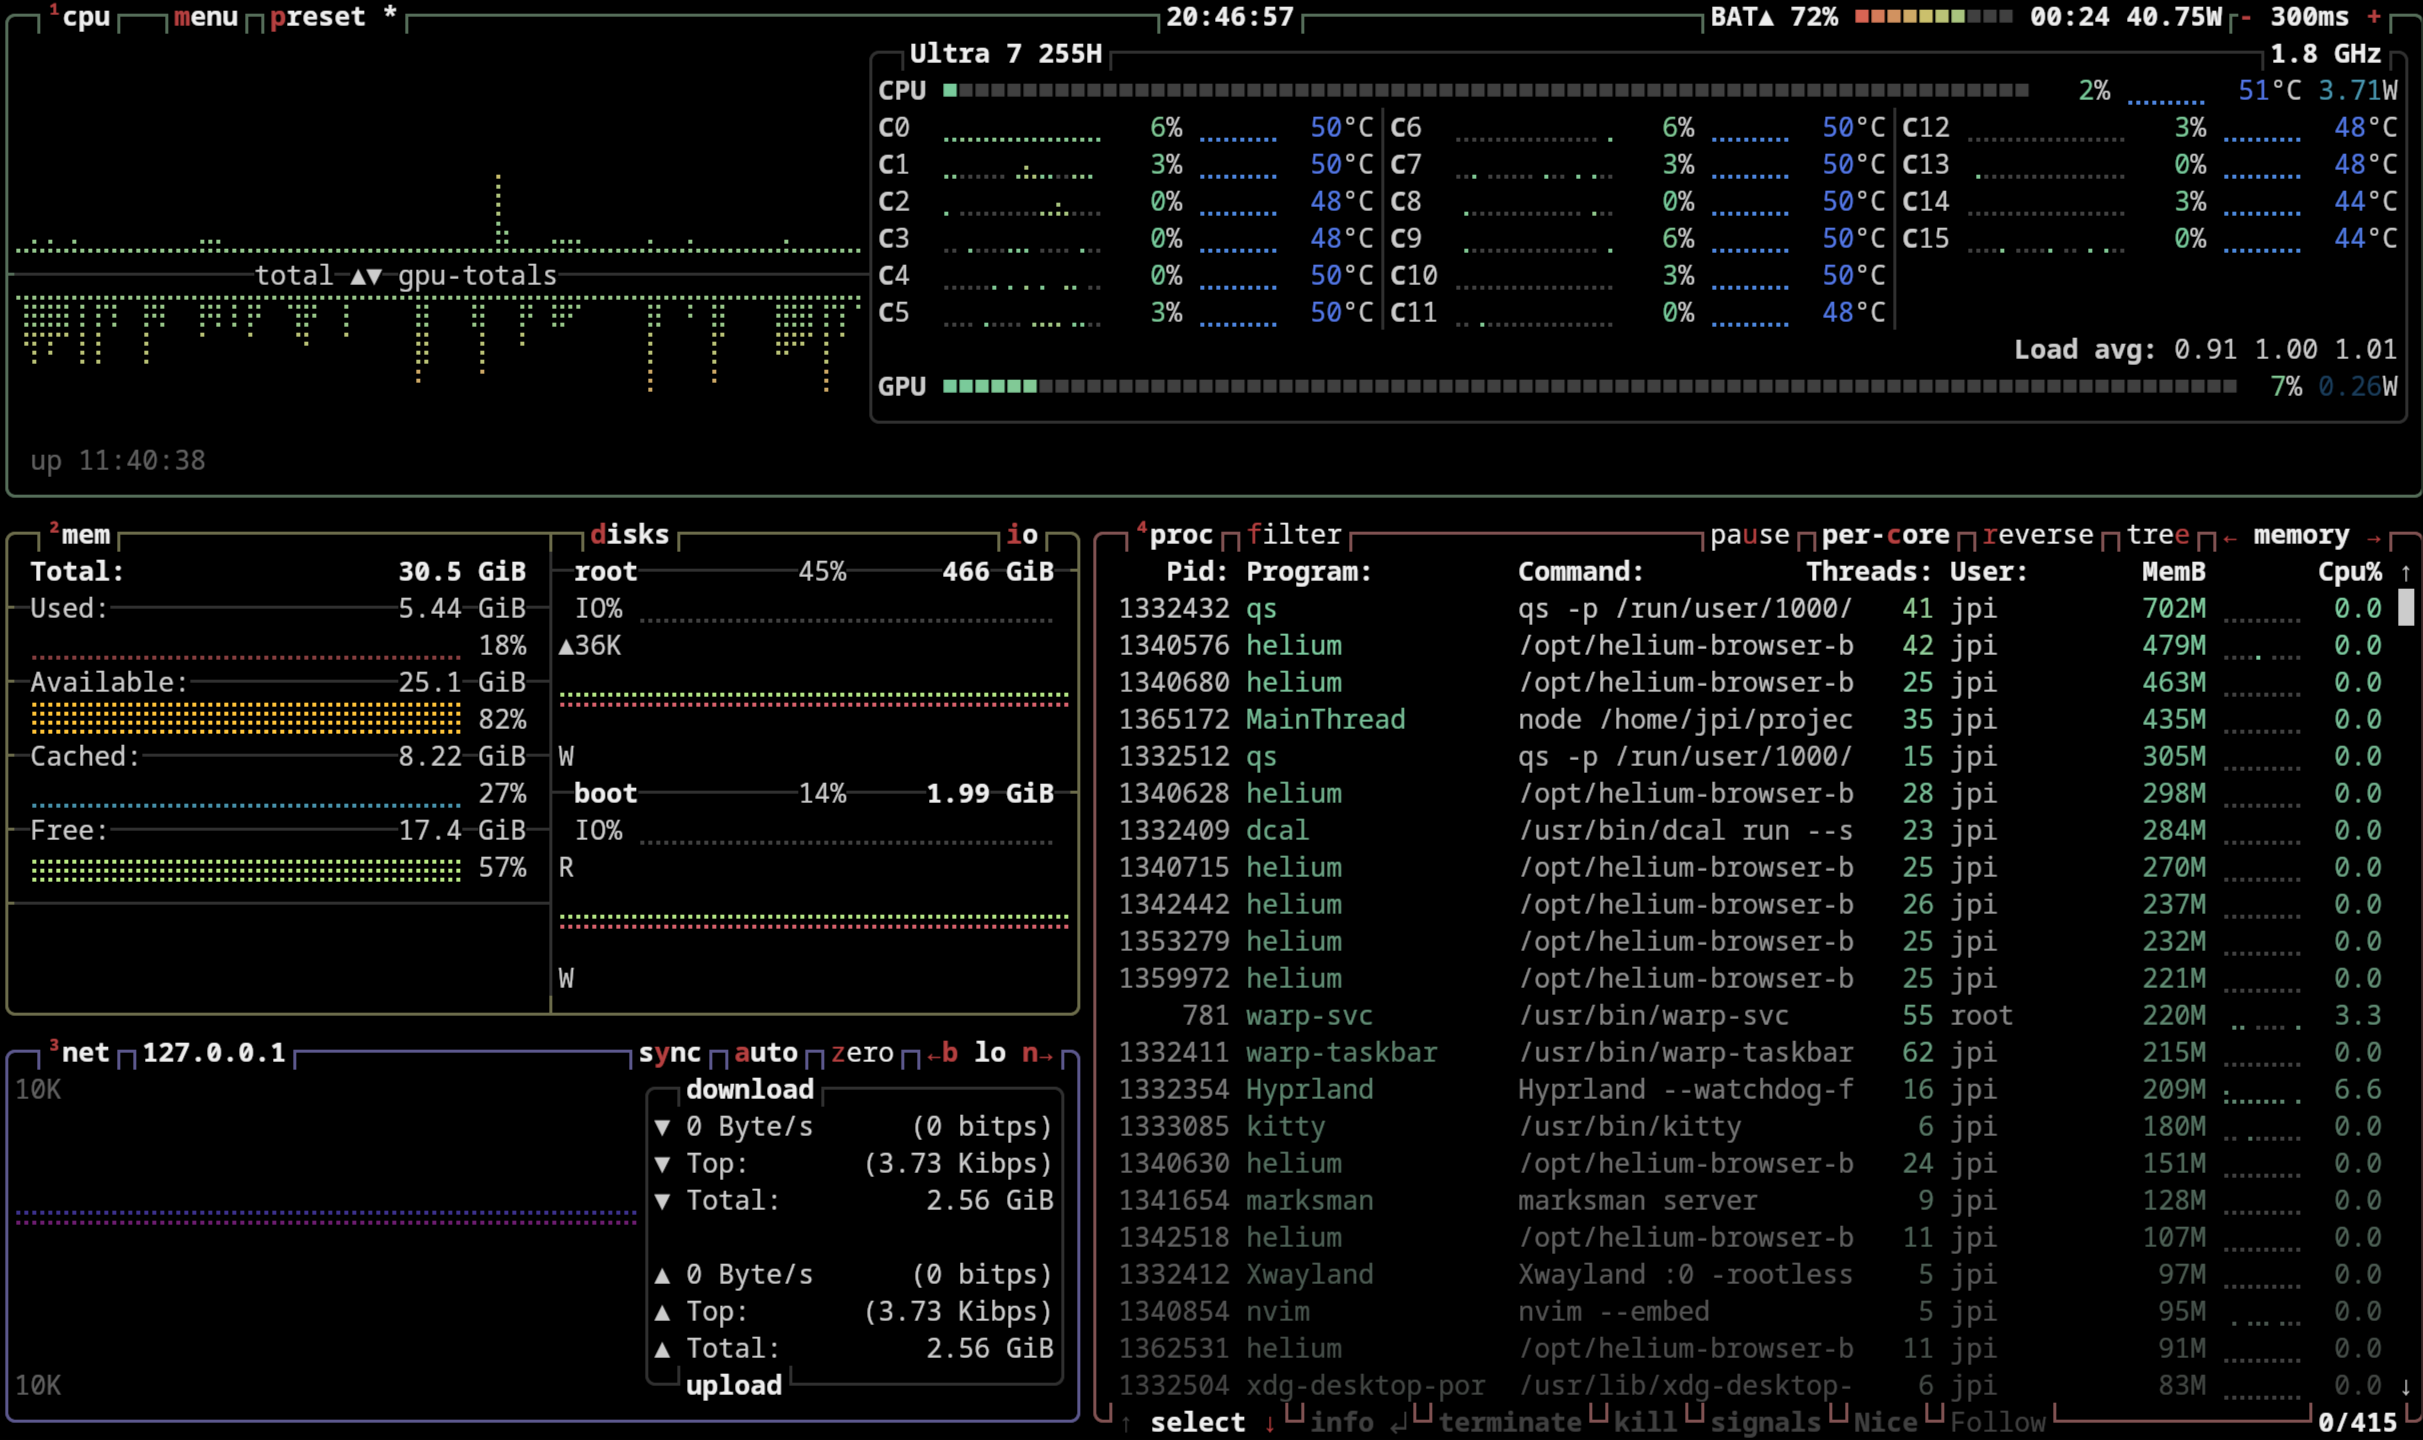 ¹cpu menu preset * 20:46:57 BAT▲ 72% 00:24 40.75W - 300ms +
Ultra 7 255H 1.8 GHz
CPU 2% 51°C 3.71W
C0 6% 50°C C6 6% 50°C C12 3% 48°C
C1 3% 50°C C7 3% 50°C C13 0% 48°C
C2 0% 48°C C8 0% 50°C C14 3% 44°C
C3 0% 48°C C9 6% 50°C C15 0% 44°C
total ▲▼ gpu-totals
C4 0% 50°C C10 3% 50°C
C5 3% 50°C C11 0% 48°C
Load avg: 0.91 1.00 1.01
GPU 7% 0.26W
up 11:40:38
²mem
Total: 30.5 GiB
Used: 5.44 GiB
18%
Available: 25.1 GiB
82%
Cached: 8.22 GiB
27%
Free: 17.4 GiB
57%
disks io
root 45% 466 GiB
IO%
▲36K
W
boot 14% 1.99 GiB
IO%
R
W
³net 127.0.0.1 sync auto zero ←b lo n→
10K
download
▼ 0 Byte/s (0 bitps)
▼ Top: (3.73 Kibps)
▼ Total: 2.56 GiB
▲ 0 Byte/s (0 bitps)
▲ Top: (3.73 Kibps)
▲ Total: 2.56 GiB
10K
upload
⁴proc filter pause per-core reverse tree ← memory →
Pid: Program: Command: Threads: User: MemB Cpu% ↑
1332432 qs qs -p /run/user/1000/ 41 jpi 702M 0.0
1340576 helium /opt/helium-browser-b 42 jpi 479M 0.0
1340680 helium /opt/helium-browser-b 25 jpi 463M 0.0
1365172 MainThread node /home/jpi/projec 35 jpi 435M 0.0
1332512 qs qs -p /run/user/1000/ 15 jpi 305M 0.0
1340628 helium /opt/helium-browser-b 28 jpi 298M 0.0
1332409 dcal /usr/bin/dcal run --s 23 jpi 284M 0.0
1340715 helium /opt/helium-browser-b 25 jpi 270M 0.0
1342442 helium /opt/helium-browser-b 26 jpi 237M 0.0
1353279 helium /opt/helium-browser-b 25 jpi 232M 0.0
1359972 helium /opt/helium-browser-b 25 jpi 221M 0.0
781 warp-svc /usr/bin/warp-svc 55 root 220M 3.3
1332411 warp-taskbar /usr/bin/warp-taskbar 62 jpi 215M 0.0
1332354 Hyprland Hyprland --watchdog-f 16 jpi 209M 6.6
1333085 kitty /usr/bin/kitty 6 jpi 180M 0.0
1340630 helium /opt/helium-browser-b 24 jpi 151M 0.0
1341654 marksman marksman server 9 jpi 128M 0.0
1342518 helium /opt/helium-browser-b 11 jpi 107M 0.0
1332412 Xwayland Xwayland :0 -rootless 5 jpi 97M 0.0
1340854 nvim nvim --embed 5 jpi 95M 0.0
1362531 helium /opt/helium-browser-b 11 jpi 91M 0.0
1332504 xdg-desktop-por /usr/lib/xdg-desktop- 6 jpi 83M 0.0 ↓
↑ select ↓ info ↲ terminate kill signals Nice Follow 0/415